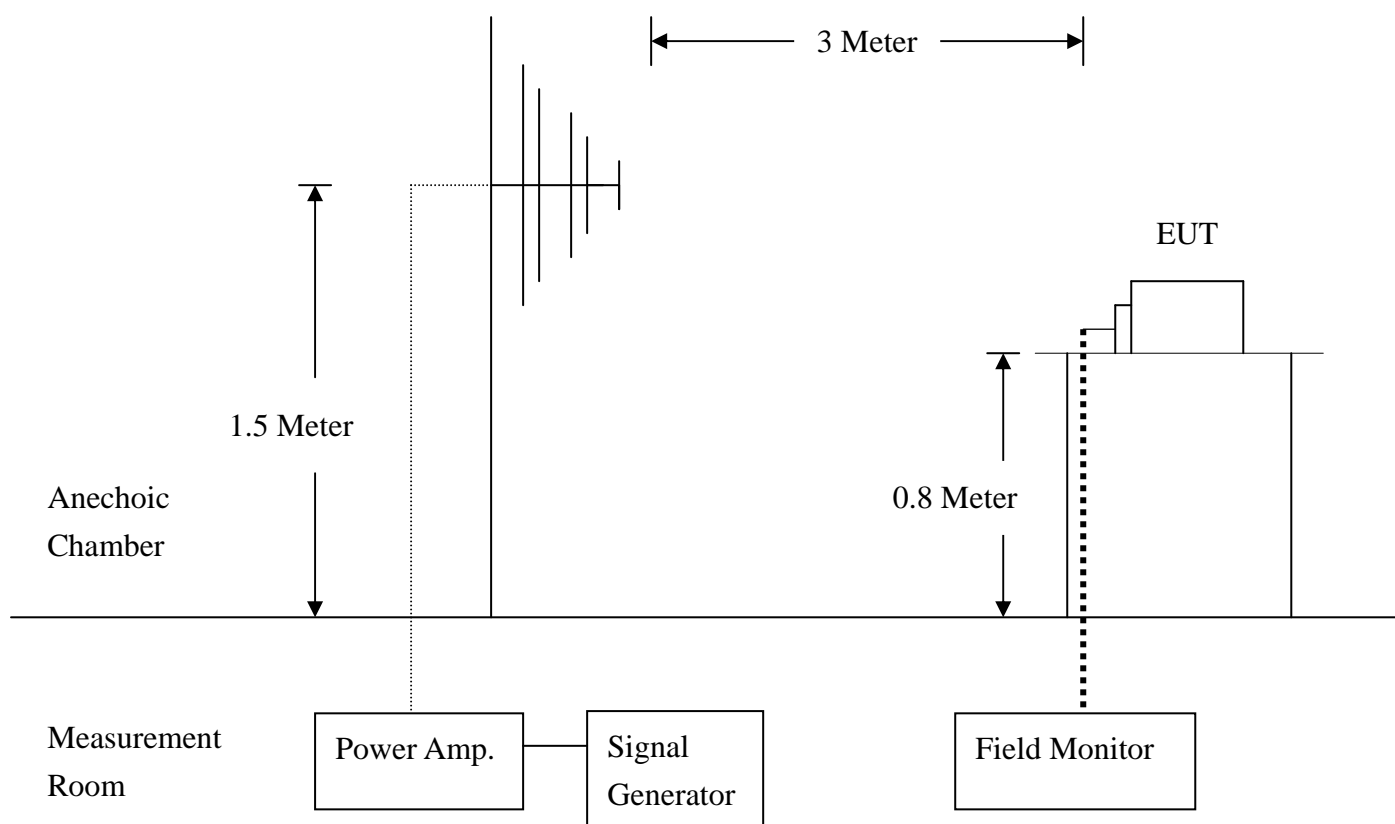 3 Meter
EUT
1.5 Meter
0.8 Meter
Anechoic
Chamber
Measurement
Room
Power Amp.
Signal
Generator
Field Monitor